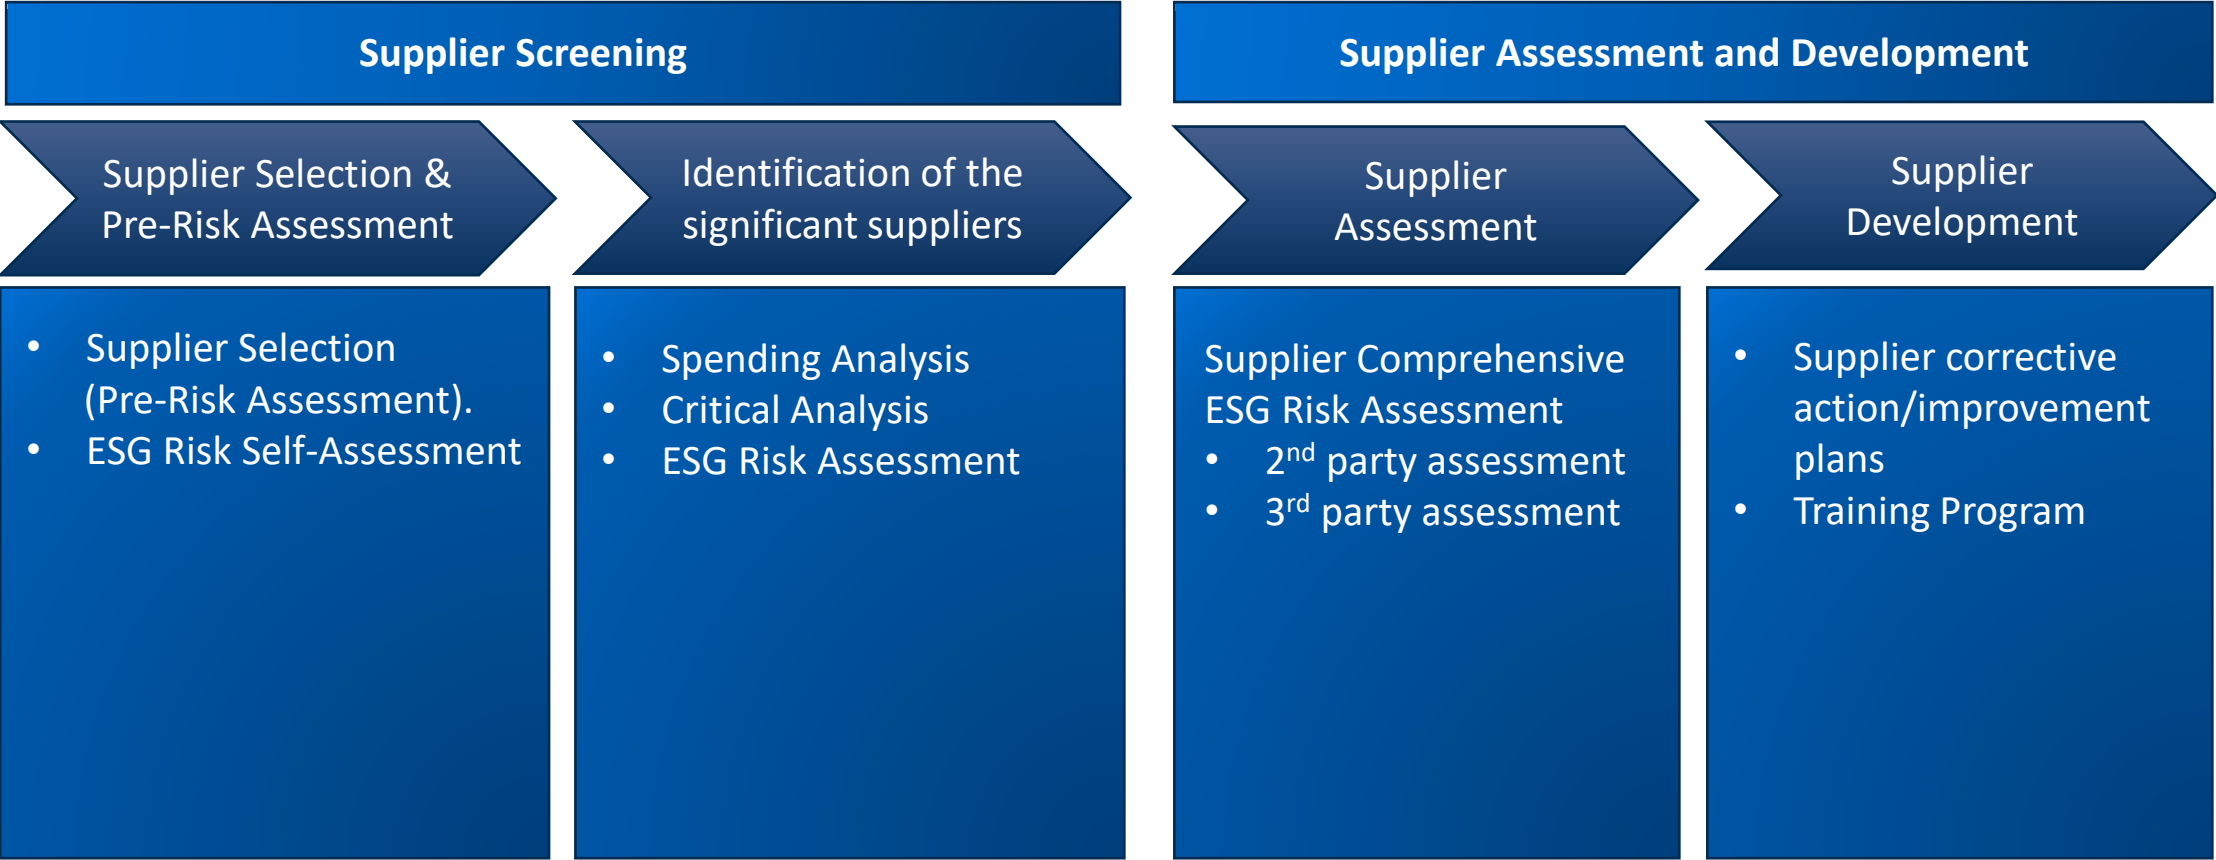 Supplier Screening
Supplier Assessment and Development
Supplier Selection &
Pre-Risk Assessment
Identification of the
significant suppliers
Supplier
Assessment
Supplier
Development
• Supplier Selection
(Pre-Risk Assessment).
• ESG Risk Self-Assessment
• Spending Analysis
• Critical Analysis
• ESG Risk Assessment
Supplier Comprehensive
ESG Risk Assessment
• 2nd party assessment
• 3rd party assessment
• Supplier corrective
action/improvement
plans
• Training Program